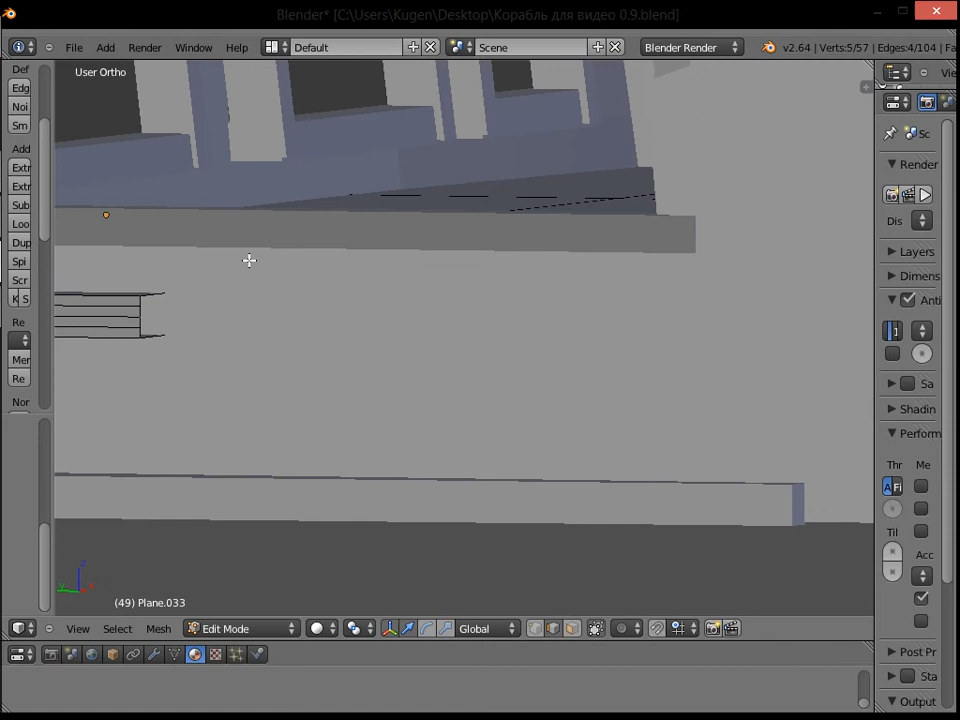 Blender* [C:\Users\Kugen\Desktop\Корабль для видео 0.9.blend]
File Add Render Window Help Default Scene Blender Render v2.64 | Verts:5/57 | Edges:4/104 | Fa
Def
Edg
Noi
Sm
Add
Extr
Extr
Sub
Loo
Dup
Spi
Scr
K S
Re
Mer
Re
Nor
User Ortho
(49) Plane.033
Vie
Sc
Render
Dis
Layers
Dimens
Anti
Sa
Shadin
Perform
Thr Me
A Fi
Til
Acc
Post Pr
Sta
Output
View Select Mesh Edit Mode Global